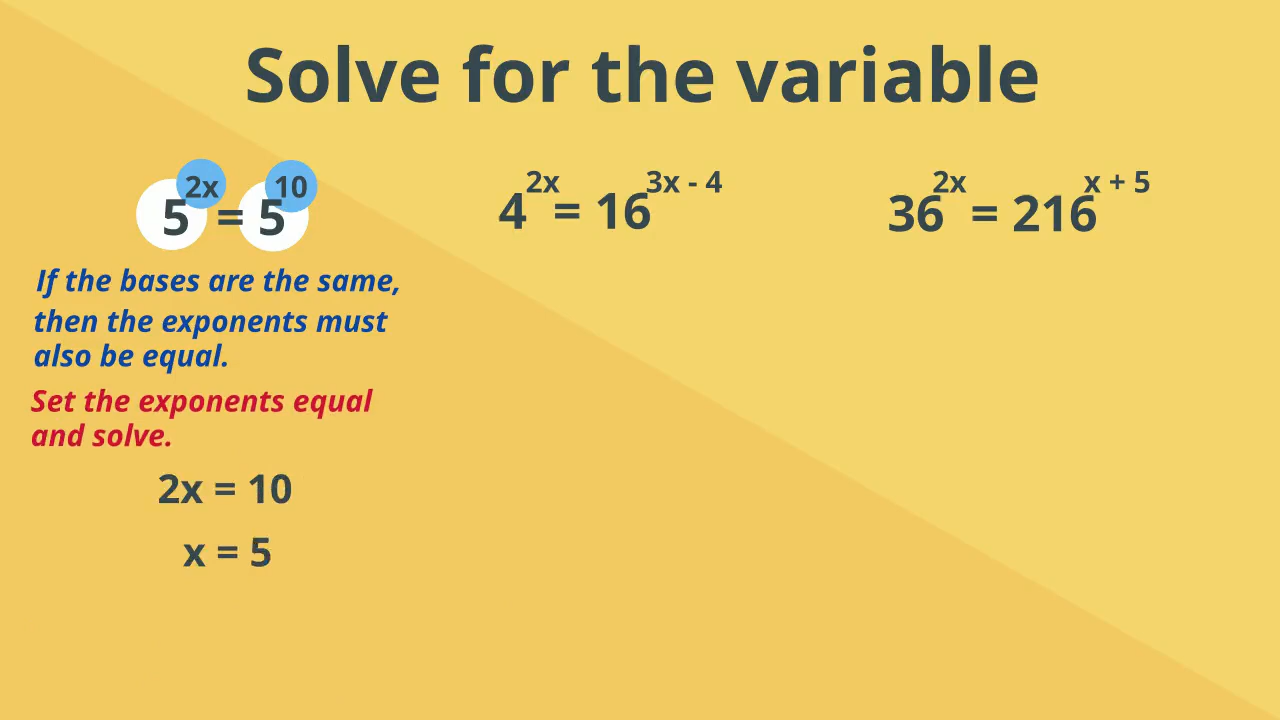 Solve for the variable
5^2x = 5^10
4^2x = 16^3x - 4
36^2x = 216^x + 5
If the bases are the same,
then the exponents must
also be equal.
Set the exponents equal
and solve.
2x = 10
x = 5